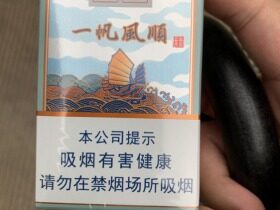 一帆風順
本公司提示
吸烟有害健康
请勿在禁烟场所吸烟